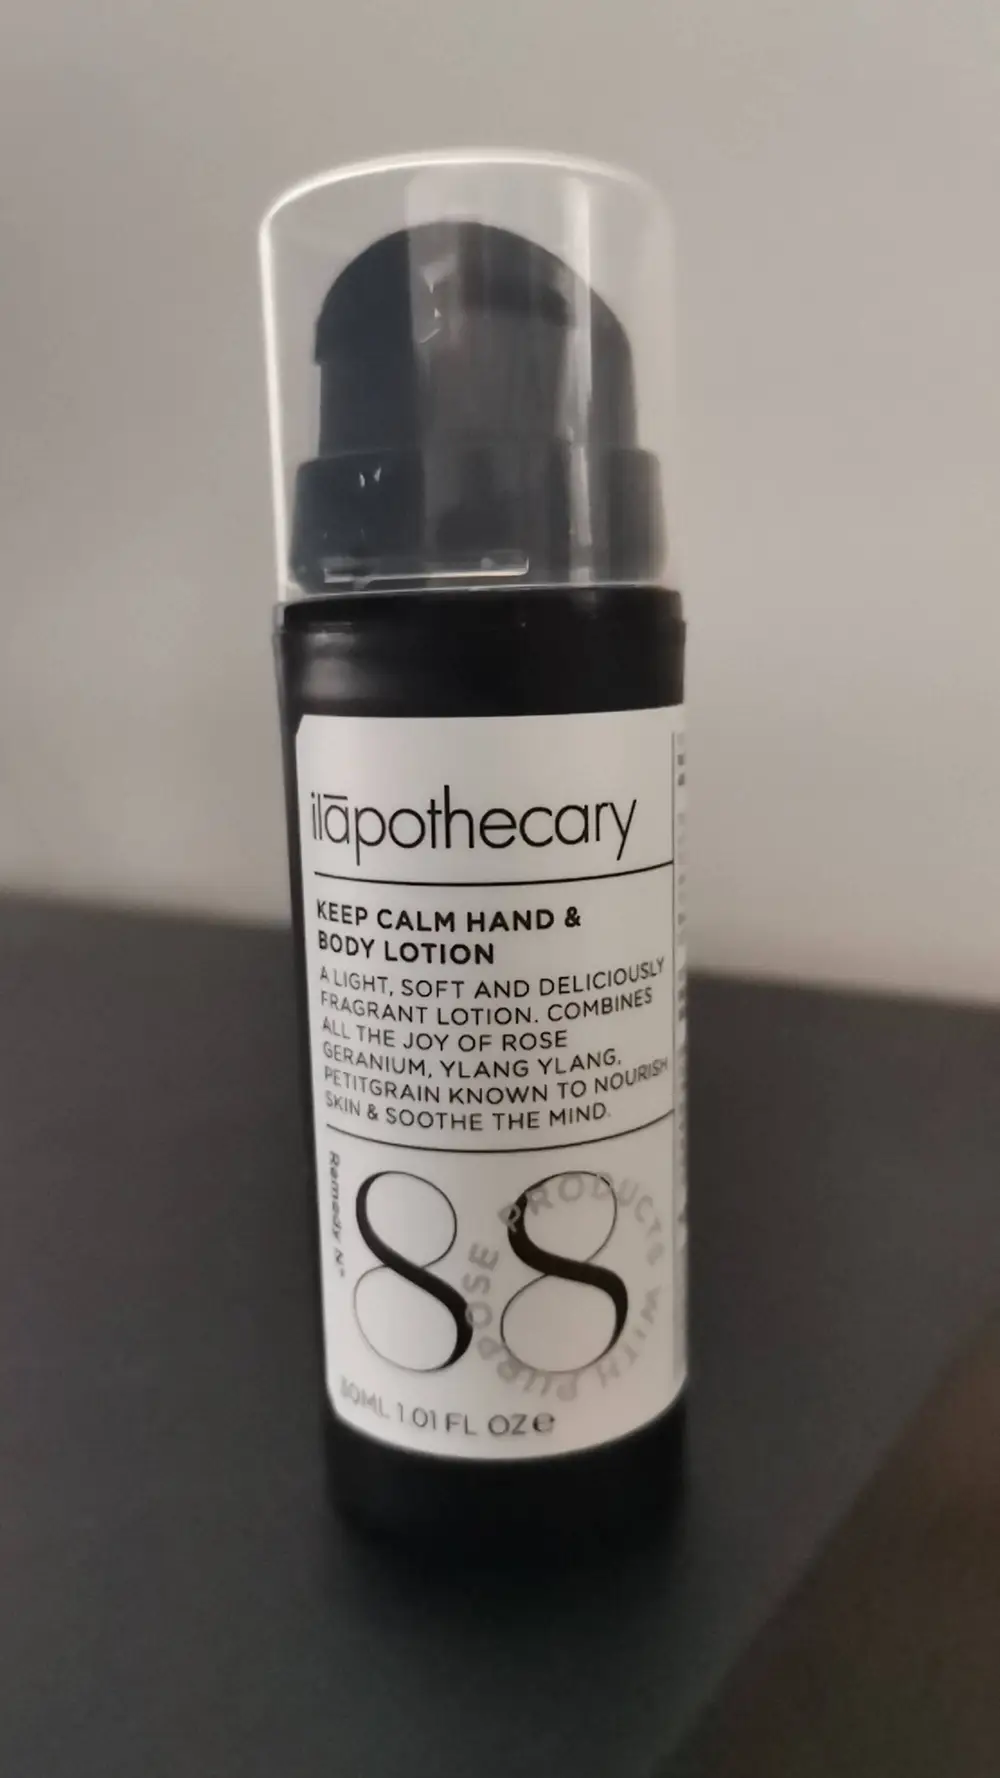 ilāpothecary
KEEP CALM HAND &
BODY LOTION
A LIGHT, SOFT AND DELICIOUSLY
FRAGRANT LOTION. COMBINES
ALL THE JOY OF ROSE
GERANIUM, YLANG YLANG,
PETITGRAIN KNOWN TO NOURISH
SKIN & SOOTHE THE MIND.
Remedy N°
88
PRODUCTS WITH PURPOSE
30ML 1.01 FL OZ ℮